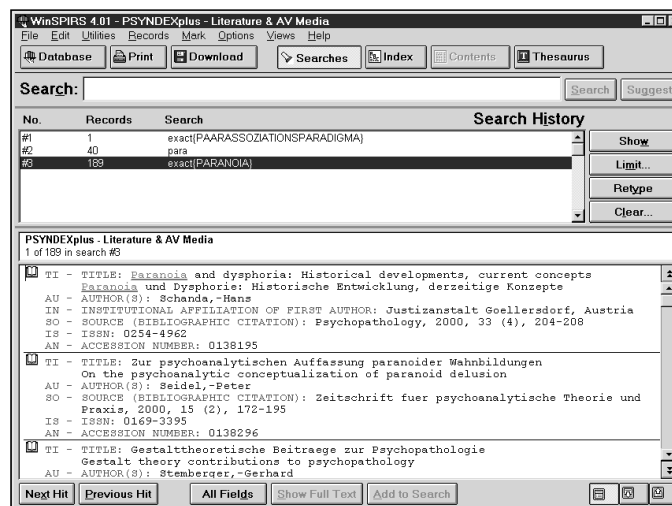 WinSPIRS 4.01 - PSYNDEXplus - Literature & AV Media
File Edit Utilities Records Mark Options Views Help
Database Print Download Searches Index Contents Thesaurus
Search: Search Suggest
No. Records Search Search History
#1 1 exact{PAARASSOZIATIONSPARADIGMA}
#2 40 para
#3 189 exact{PARANOIA}
Show
Limit...
Retype
Clear...
PSYNDEXplus - Literature & AV Media
1 of 189 in search #3
TI - TITLE: Paranoia and dysphoria: Historical developments, current concepts
Paranoia und Dysphorie: Historische Entwicklung, derzeitige Konzepte
AU - AUTHOR(S): Schanda,-Hans
IN - INSTITUTIONAL AFFILIATION OF FIRST AUTHOR: Justizanstalt Goellersdorf, Austria
SO - SOURCE (BIBLIOGRAPHIC CITATION): Psychopathology, 2000, 33 (4), 204-208
IS - ISSN: 0254-4962
AN - ACCESSION NUMBER: 0138195
TI - TITLE: Zur psychoanalytischen Auffassung paranoider Wahnbildungen
On the psychoanalytic conceptualization of paranoid delusion
AU - AUTHOR(S): Seidel,-Peter
SO - SOURCE (BIBLIOGRAPHIC CITATION): Zeitschrift fuer psychoanalytische Theorie und
Praxis, 2000, 15 (2), 172-195
IS - ISSN: 0169-3395
AN - ACCESSION NUMBER: 0138296
TI - TITLE: Gestalttheoretische Beitraege zur Psychopathologie
Gestalt theory contributions to psychopathology
AU - AUTHOR(S): Stemberger,-Gerhard
Next Hit Previous Hit All Fields Show Full Text Add to Search